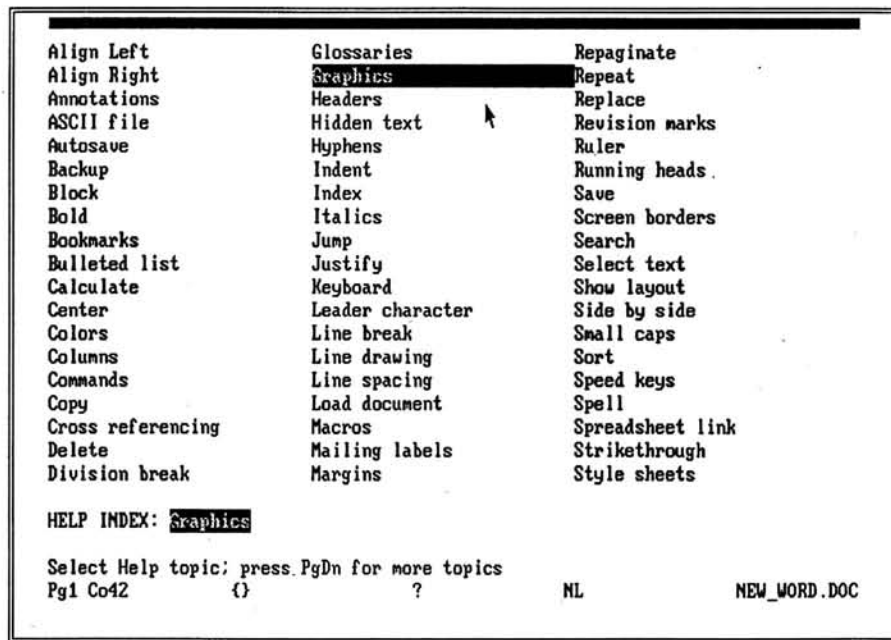 Align Left Glossaries Repaginate
Align Right Graphics Repeat
Annotations Headers Replace
ASCII file Hidden text Revision marks
Autosave Hyphens Ruler
Backup Indent Running heads
Block Index Save
Bold Italics Screen borders
Bookmarks Jump Search
Bulleted list Justify Select text
Calculate Keyboard Show layout
Center Leader character Side by side
Colors Line break Small caps
Columns Line drawing Sort
Commands Line spacing Speed keys
Copy Load document Spell
Cross referencing Macros Spreadsheet link
Delete Mailing labels Strikethrough
Division break Margins Style sheets
HELP INDEX: Graphics
Select Help topic; press PgDn for more topics
Pg1 Co42 {} ? NL NEW_WORD.DOC